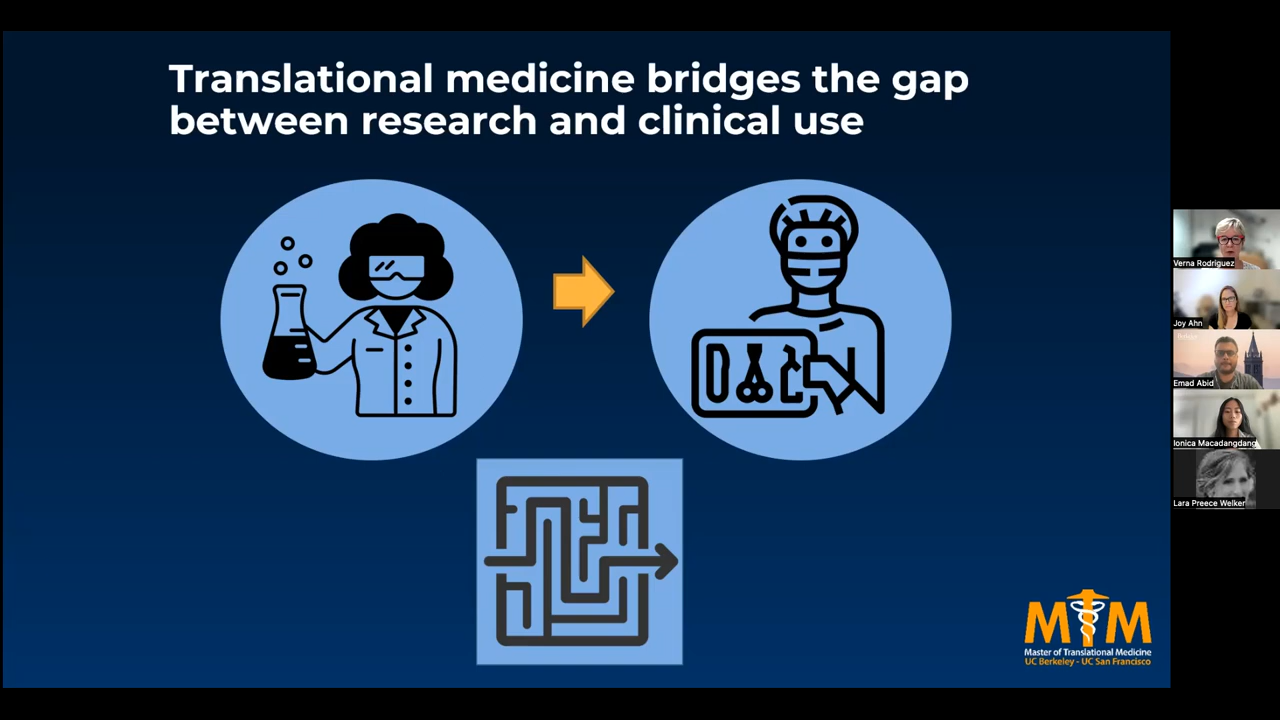 Translational medicine bridges the gap
between research and clinical use
Verna Rodriguez
Joy Ahn
Emad Abid
Ionica Macadangdang
Lara Preece Welker
MTM
Master of Translational Medicine
UC Berkeley - UC San Francisco